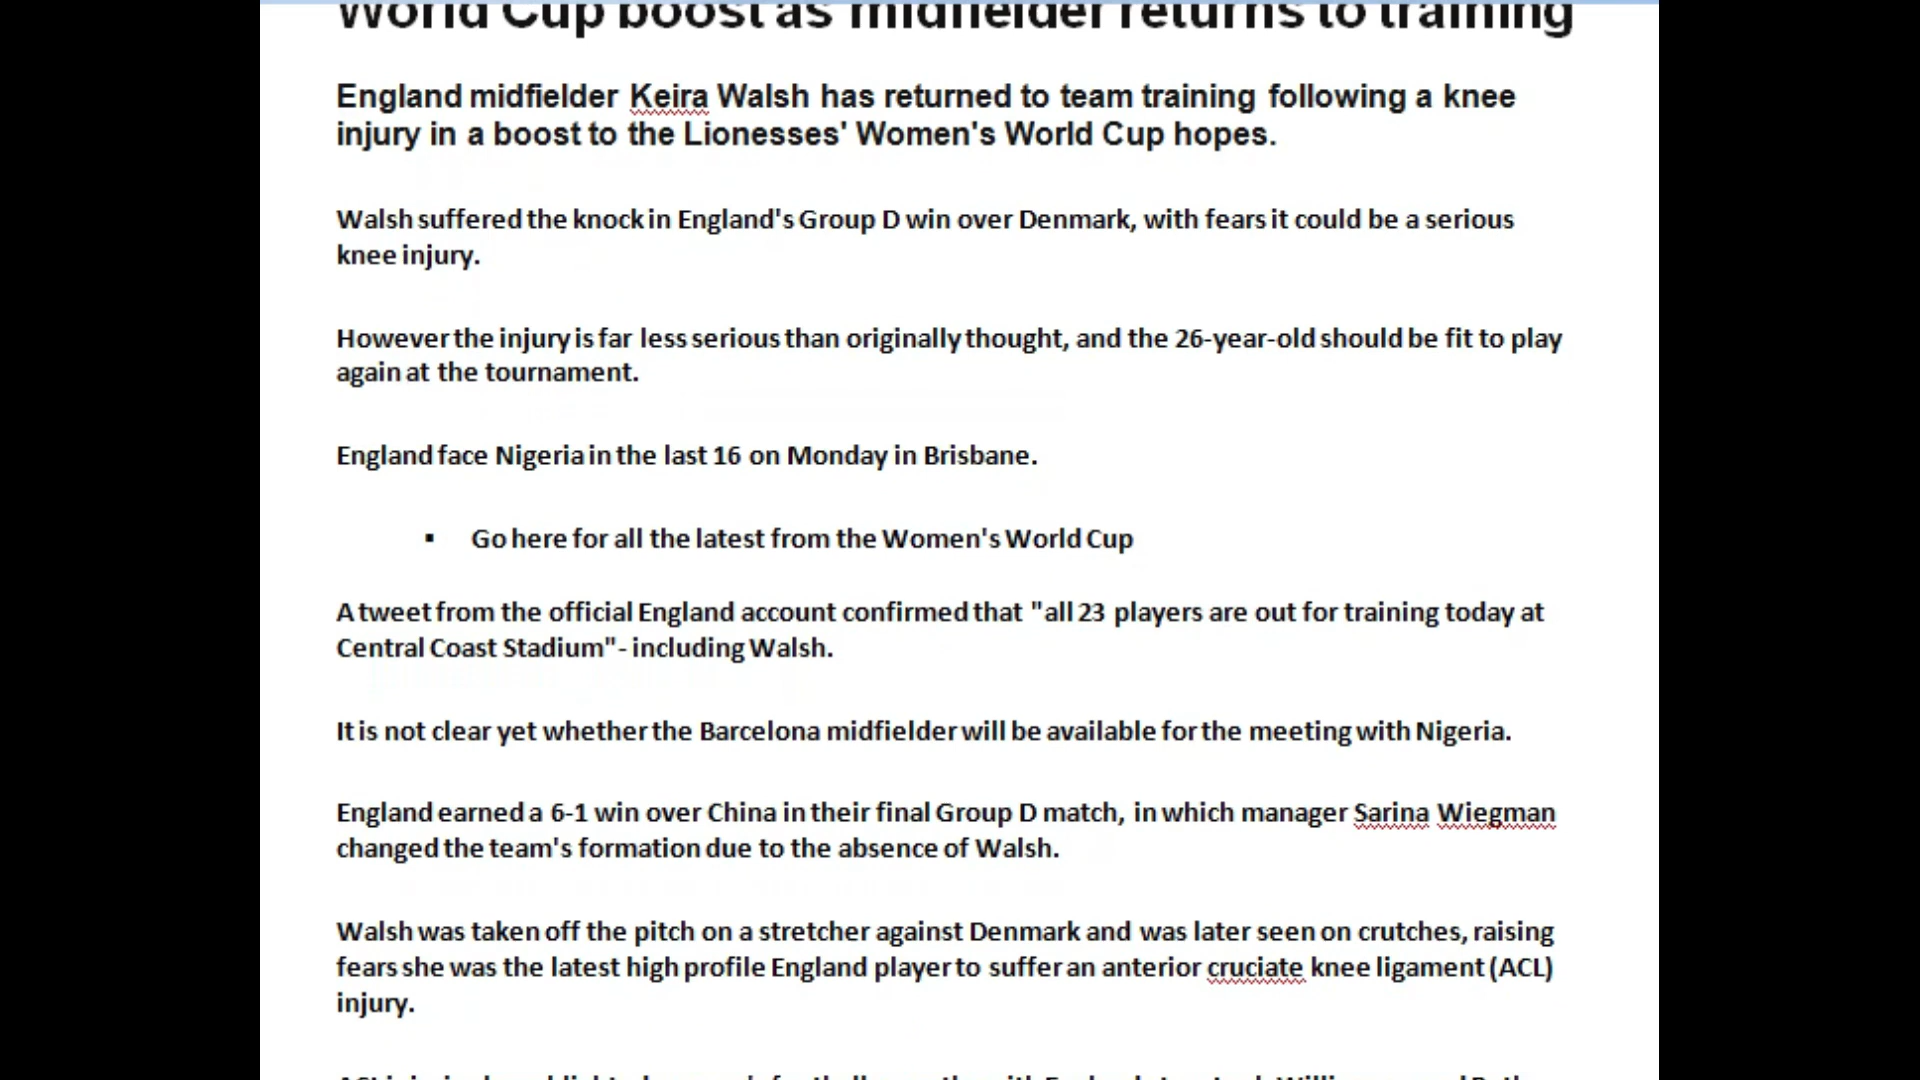 World Cup boost as midfielder returns to training
England midfielder Keira Walsh has returned to team training following a knee
injury in a boost to the Lionesses' Women's World Cup hopes.
Walsh suffered the knock in England's Group D win over Denmark, with fears it could be a serious
knee injury.
However the injury is far less serious than originally thought, and the 26-year-old should be fit to play
again at the tournament.
England face Nigeria in the last 16 on Monday in Brisbane.
▪ Go here for all the latest from the Women's World Cup
A tweet from the official England account confirmed that "all 23 players are out for training today at
Central Coast Stadium"- including Walsh.
It is not clear yet whether the Barcelona midfielder will be available for the meeting with Nigeria.
England earned a 6-1 win over China in their final Group D match, in which manager Sarina Wiegman
changed the team's formation due to the absence of Walsh.
Walsh was taken off the pitch on a stretcher against Denmark and was later seen on crutches, raising
fears she was the latest high profile England player to suffer an anterior cruciate knee ligament (ACL)
injury.